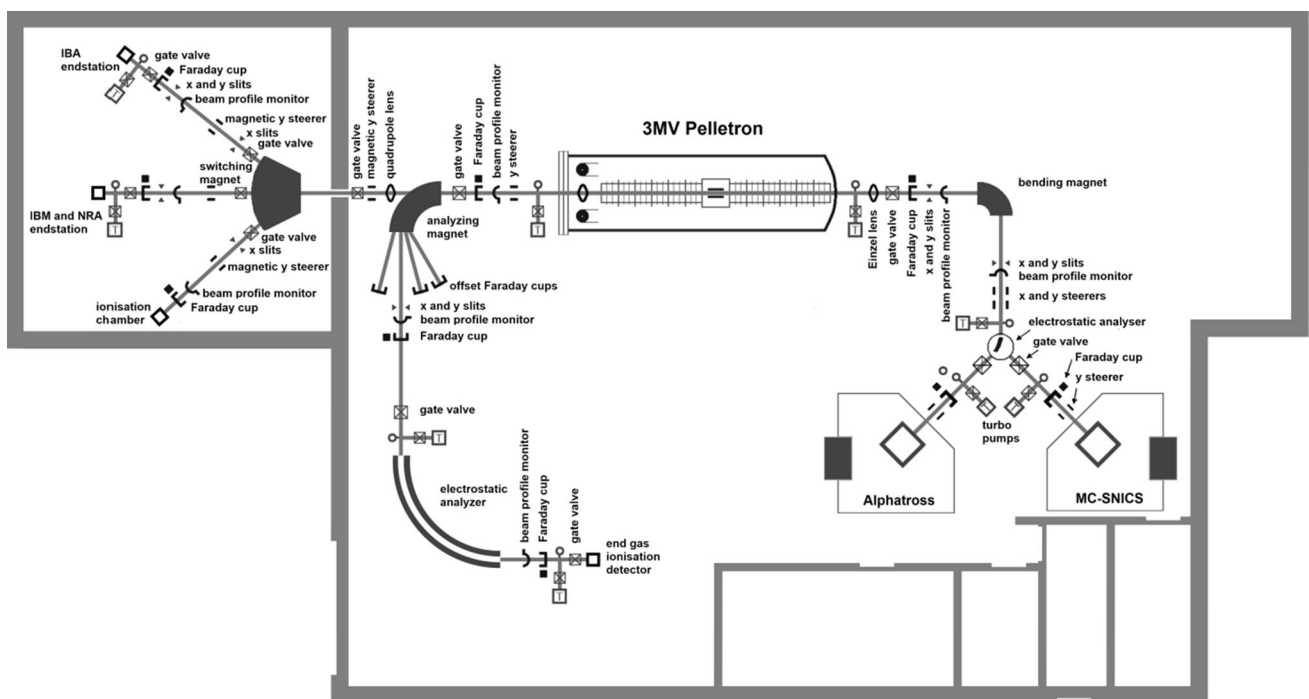 IBA
endstation
gate valve
Faraday cup
x and y slits
beam profile monitor
magnetic y steerer
x slits
gate valve
switching
magnet
IBM and NRA
endstation
gate valve
x slits
magnetic y steerer
beam profile monitor
Faraday cup
ionisation
chamber
gate valve
magnetic y steerer
quadrupole lens
analyzing
magnet
gate valve
Faraday cup
beam profile monitor
y steerer
3MV Pelletron
Einzel lens
gate valve
Faraday cup
x and y slits
beam profile monitor
bending magnet
x and y slits
beam profile monitor
x and y steerers
electrostatic analyser
gate valve
Faraday cup
y steerer
turbo
pumps
Alphatross
MC-SNICS
offset Faraday cups
x and y slits
beam profile monitor
Faraday cup
gate valve
electrostatic
analyzer
beam profile monitor
Faraday cup
gate valve
end gas
ionisation
detector
T
T
T
T
T
T
T
T
T